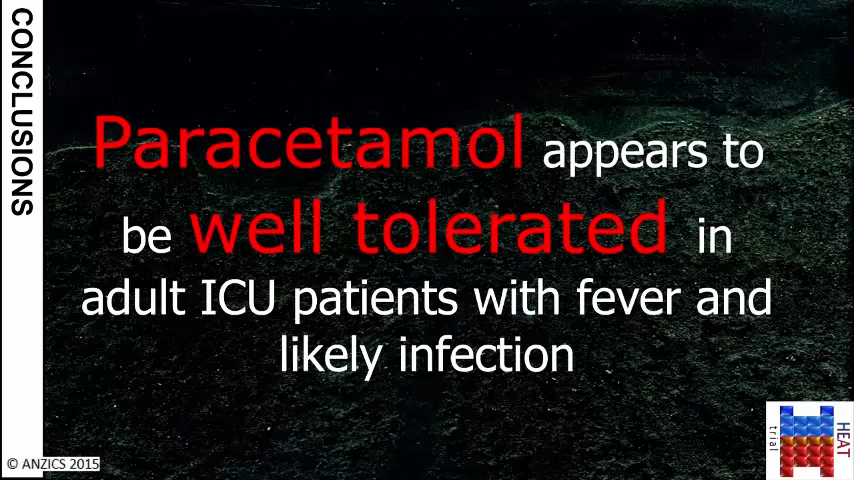 CONCLUSIONS
Paracetamol appears to
be well tolerated in
adult ICU patients with fever and
likely infection
© ANZICS 2015
HEAT
trial